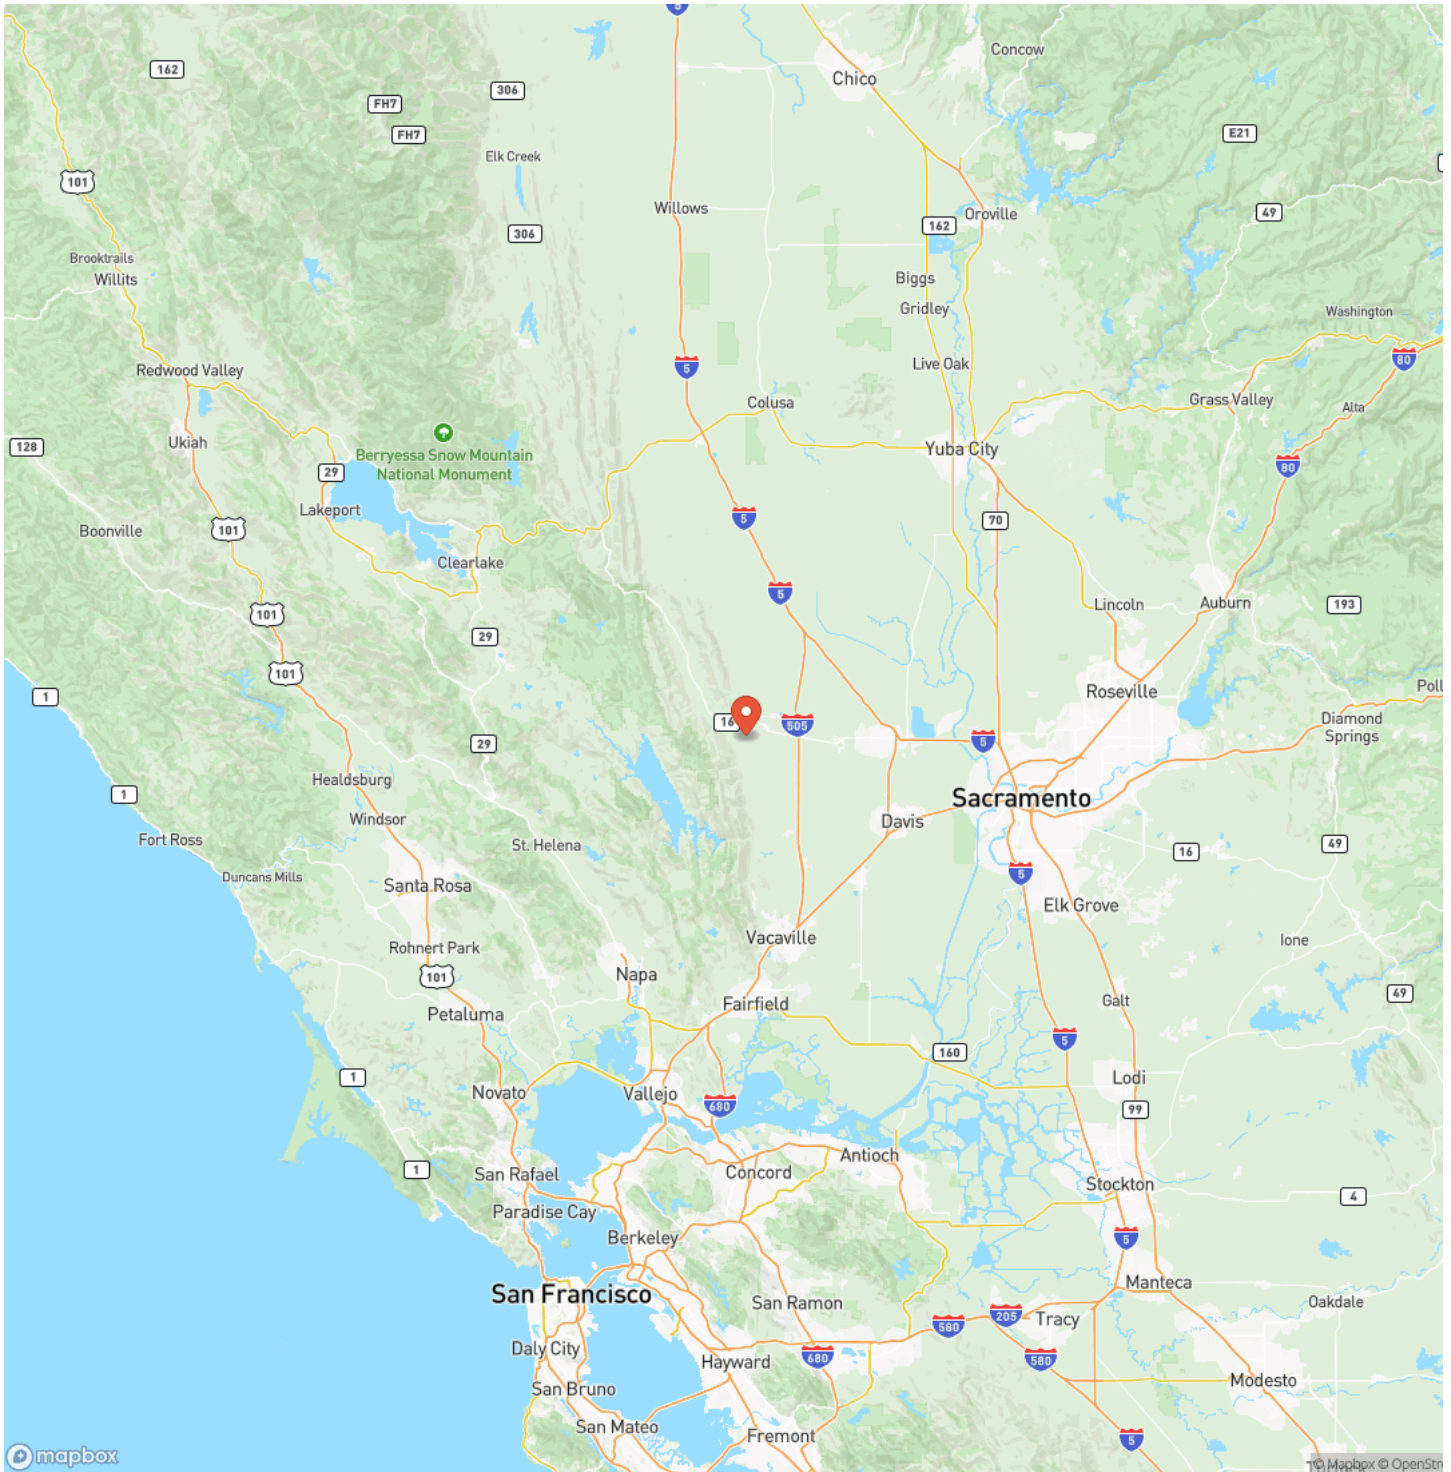 5
Concow
162
Chico
306
FH7
E21
FH7
Elk Creek
101
Willows
49
Oroville
162
306
Brooktrails
Willits
Biggs
Gridley
Washington
80
5
Live Oak
Redwood Valley
Grass Valley
Alta
Colusa
128
Ukiah
Berryessa Snow Mountain
National Monument
Yuba City
29
80
Lakeport
5
70
Boonville
101
Clearlake
5
Lincoln
Auburn
193
101
29
101
Roseville
Poll
1
16
505
Diamond
Springs
5
29
Healdsburg
1
Sacramento
Windsor
Davis
Fort Ross
St. Helena
49
16
Duncans Mills
5
Santa Rosa
Elk Grove
Vacaville
Ione
Rohnert Park
101
Napa
49
Fairfield
Galt
Petaluma
5
160
1
Lodi
Novato
Vallejo
680
99
Antioch
1
San Rafael
Concord
Stockton
4
Paradise Cay
Berkeley
5
Manteca
San Francisco
San Ramon
Oakdale
205
580
Tracy
Daly City
680
580
Hayward
Modesto
San Bruno
San Mateo
Fremont
5
mapbox
© Mapbox © OpenStr